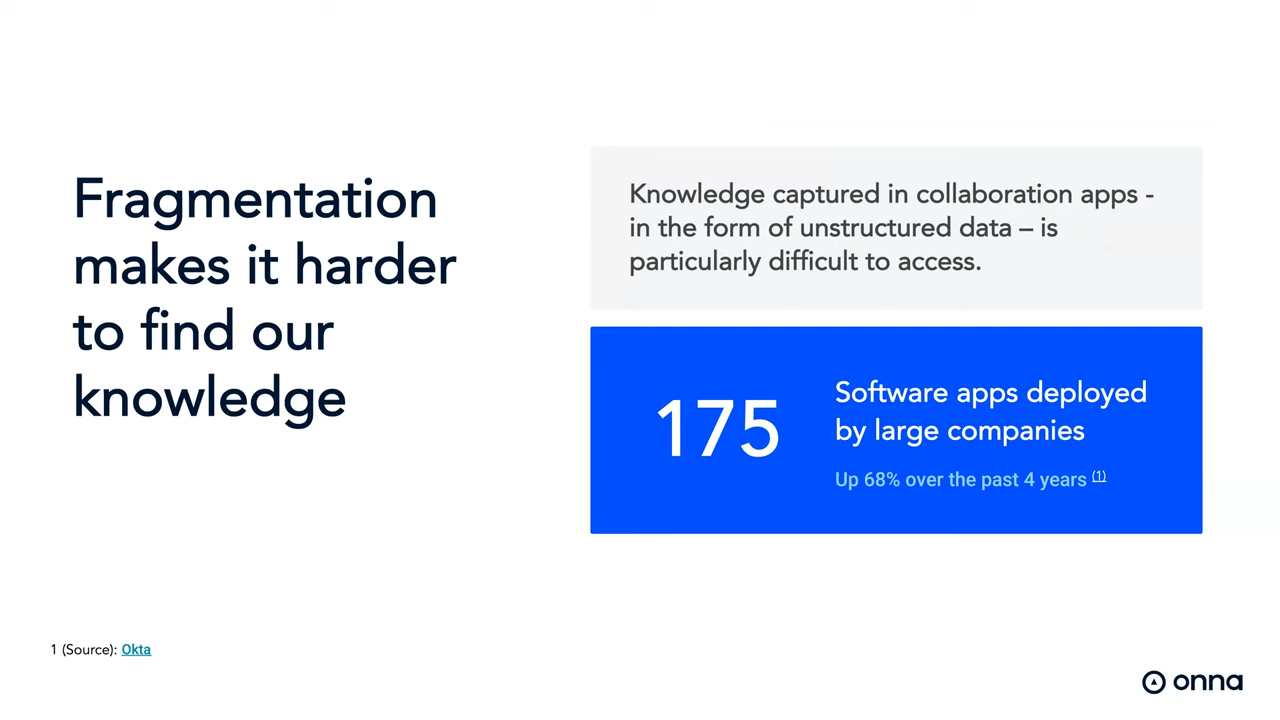 Fragmentation
makes it harder
to find our
knowledge
Knowledge captured in collaboration apps -
in the form of unstructured data – is
particularly difficult to access.
175
Software apps deployed
by large companies
Up 68% over the past 4 years (1)
1 (Source): Okta
onna